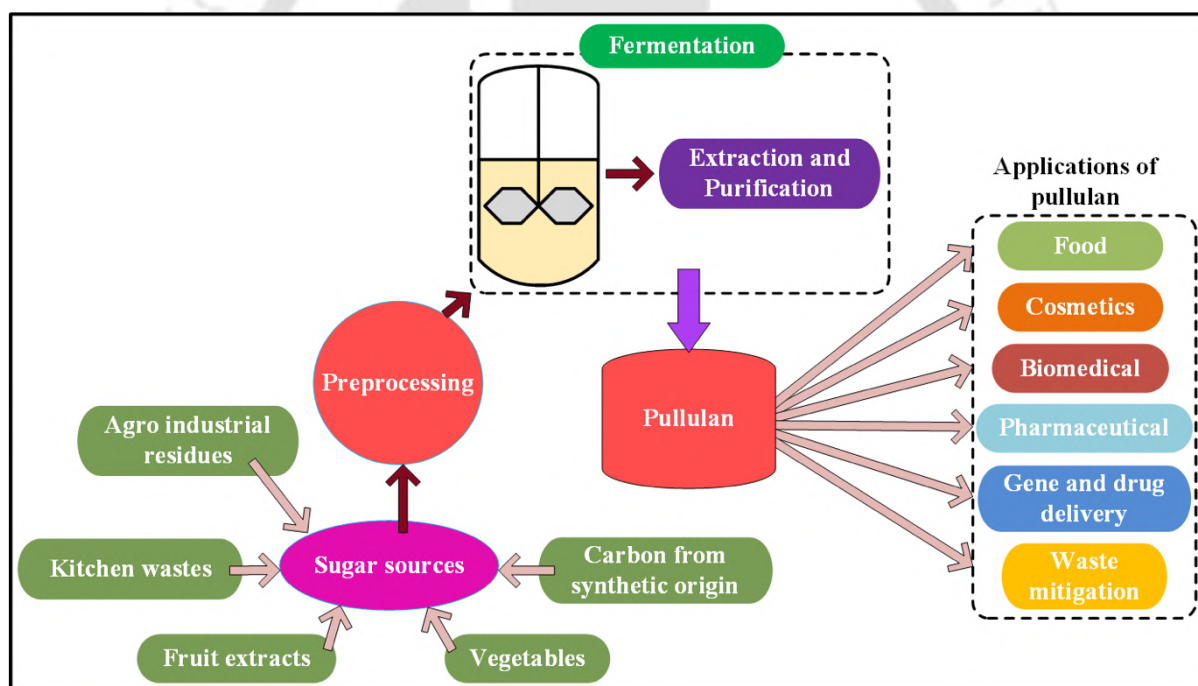 Fermentation
Extraction and
Purification
Applications of
pullulan
Food
Cosmetics
Biomedical
Pharmaceutical
Gene and drug
delivery
Waste
mitigation
Pullulan
Preprocessing
Agro industrial
residues
Kitchen wastes
Sugar sources
Carbon from
synthetic origin
Fruit extracts
Vegetables